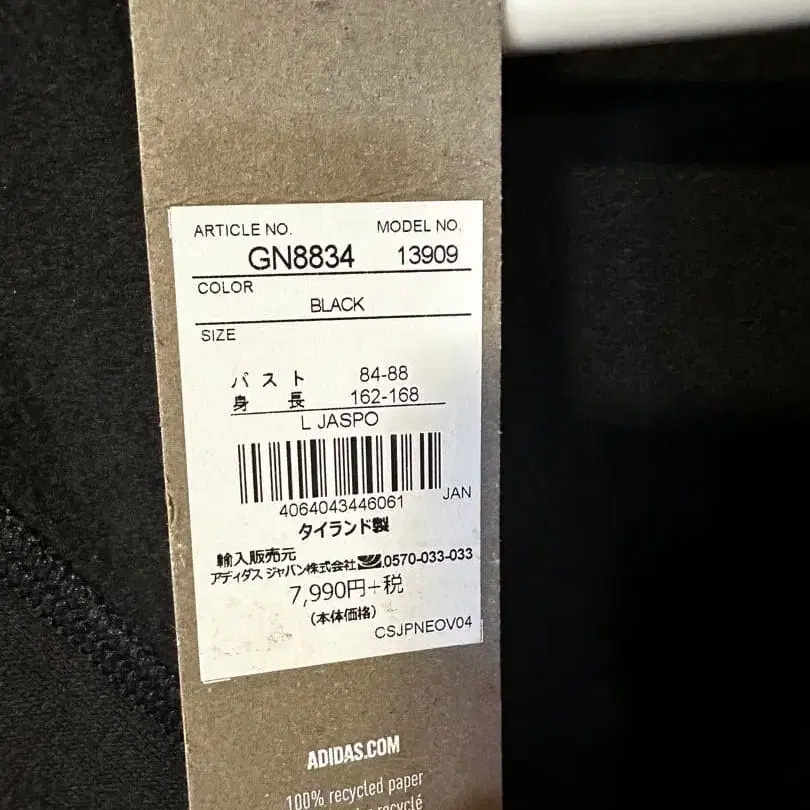 ARTICLE NO. MODEL NO.
GN8834 13909
COLOR
BLACK
SIZE
バスト 84-88
身長 162-168
L JASPO
4064043446061 JAN
タイランド製
輸入販売元
アディダス ジャパン株式会社 0570-033-033
7,990円+税
(本体価格)
CSJPNEOV04
ADIDAS.COM
100% recycled paper
recyclé